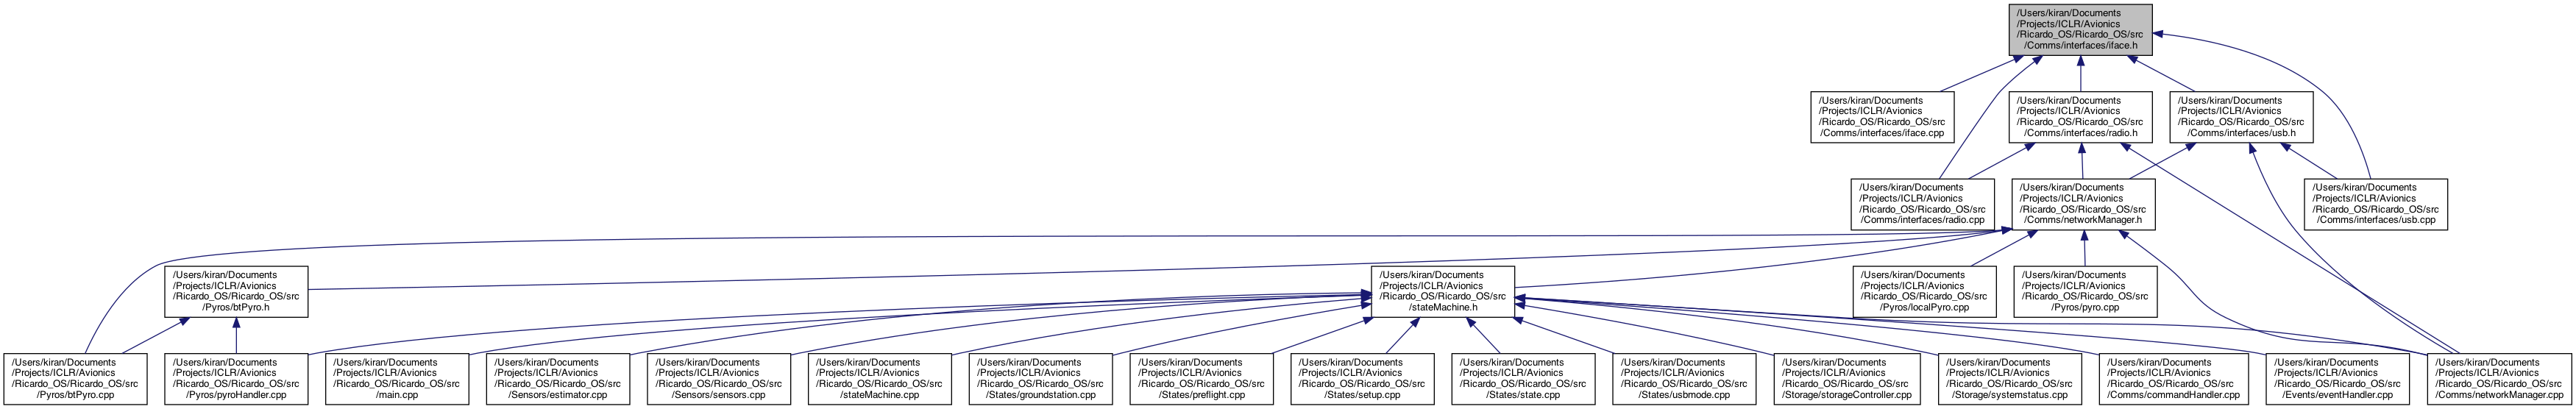 /Users/kiran/Documents
/Projects/ICLR/Avionics
/Ricardo_OS/Ricardo_OS/src
/Comms/interfaces/iface.h
/Users/kiran/Documents
/Projects/ICLR/Avionics
/Ricardo_OS/Ricardo_OS/src
/Comms/interfaces/iface.cpp
/Users/kiran/Documents
/Projects/ICLR/Avionics
/Ricardo_OS/Ricardo_OS/src
/Comms/interfaces/radio.h
/Users/kiran/Documents
/Projects/ICLR/Avionics
/Ricardo_OS/Ricardo_OS/src
/Comms/interfaces/usb.h
/Users/kiran/Documents
/Projects/ICLR/Avionics
/Ricardo_OS/Ricardo_OS/src
/Comms/interfaces/radio.cpp
/Users/kiran/Documents
/Projects/ICLR/Avionics
/Ricardo_OS/Ricardo_OS/src
/Comms/networkManager.h
/Users/kiran/Documents
/Projects/ICLR/Avionics
/Ricardo_OS/Ricardo_OS/src
/Comms/interfaces/usb.cpp
/Users/kiran/Documents
/Projects/ICLR/Avionics
/Ricardo_OS/Ricardo_OS/src
/Pyros/btPyro.h
/Users/kiran/Documents
/Projects/ICLR/Avionics
/Ricardo_OS/Ricardo_OS/src
/stateMachine.h
/Users/kiran/Documents
/Projects/ICLR/Avionics
/Ricardo_OS/Ricardo_OS/src
/Pyros/localPyro.cpp
/Users/kiran/Documents
/Projects/ICLR/Avionics
/Ricardo_OS/Ricardo_OS/src
/Pyros/pyro.cpp
/Users/kiran/Documents
/Projects/ICLR/Avionics
/Ricardo_OS/Ricardo_OS/src
/Pyros/btPyro.cpp
/Users/kiran/Documents
/Projects/ICLR/Avionics
/Ricardo_OS/Ricardo_OS/src
/Pyros/pyroHandler.cpp
/Users/kiran/Documents
/Projects/ICLR/Avionics
/Ricardo_OS/Ricardo_OS/src
/main.cpp
/Users/kiran/Documents
/Projects/ICLR/Avionics
/Ricardo_OS/Ricardo_OS/src
/Sensors/estimator.cpp
/Users/kiran/Documents
/Projects/ICLR/Avionics
/Ricardo_OS/Ricardo_OS/src
/Sensors/sensors.cpp
/Users/kiran/Documents
/Projects/ICLR/Avionics
/Ricardo_OS/Ricardo_OS/src
/stateMachine.cpp
/Users/kiran/Documents
/Projects/ICLR/Avionics
/Ricardo_OS/Ricardo_OS/src
/States/groundstation.cpp
/Users/kiran/Documents
/Projects/ICLR/Avionics
/Ricardo_OS/Ricardo_OS/src
/States/preflight.cpp
/Users/kiran/Documents
/Projects/ICLR/Avionics
/Ricardo_OS/Ricardo_OS/src
/States/setup.cpp
/Users/kiran/Documents
/Projects/ICLR/Avionics
/Ricardo_OS/Ricardo_OS/src
/States/state.cpp
/Users/kiran/Documents
/Projects/ICLR/Avionics
/Ricardo_OS/Ricardo_OS/src
/States/usbmode.cpp
/Users/kiran/Documents
/Projects/ICLR/Avionics
/Ricardo_OS/Ricardo_OS/src
/Storage/storageController.cpp
/Users/kiran/Documents
/Projects/ICLR/Avionics
/Ricardo_OS/Ricardo_OS/src
/Storage/systemstatus.cpp
/Users/kiran/Documents
/Projects/ICLR/Avionics
/Ricardo_OS/Ricardo_OS/src
/Comms/commandHandler.cpp
/Users/kiran/Documents
/Projects/ICLR/Avionics
/Ricardo_OS/Ricardo_OS/src
/Events/eventHandler.cpp
/Users/kiran/Documents
/Projects/ICLR/Avionics
/Ricardo_OS/Ricardo_OS/src
/Comms/networkManager.cpp